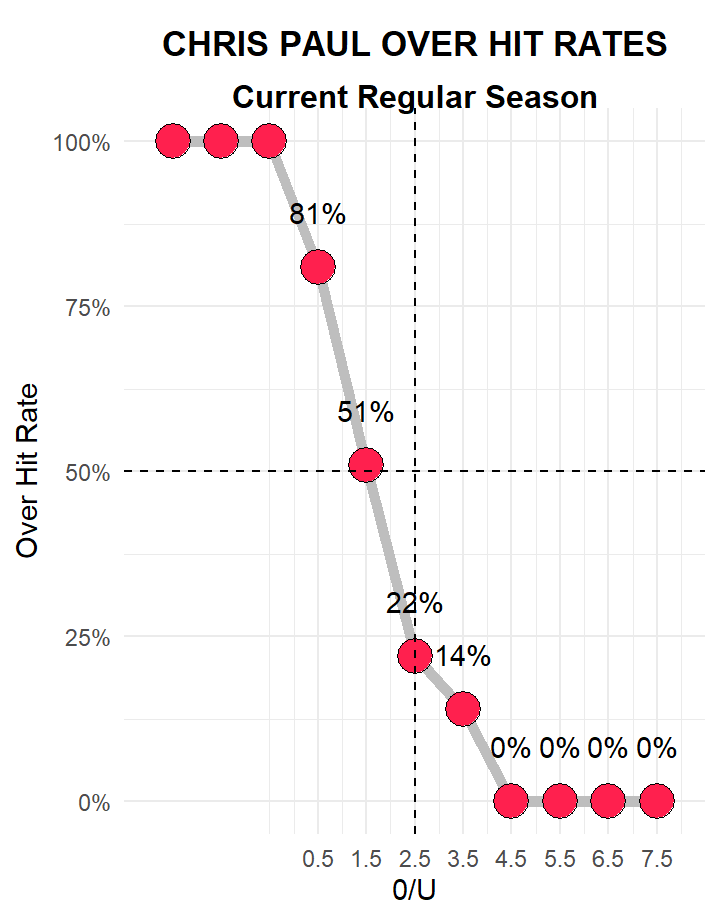 CHRIS PAUL OVER HIT RATES
Current Regular Season
100%
81%
75%
51%
Over Hit Rate
50%
22%
25%
14%
0% 0% 0% 0%
0%
0.5 1.5 2.5 3.5 4.5 5.5 6.5 7.5
0/U